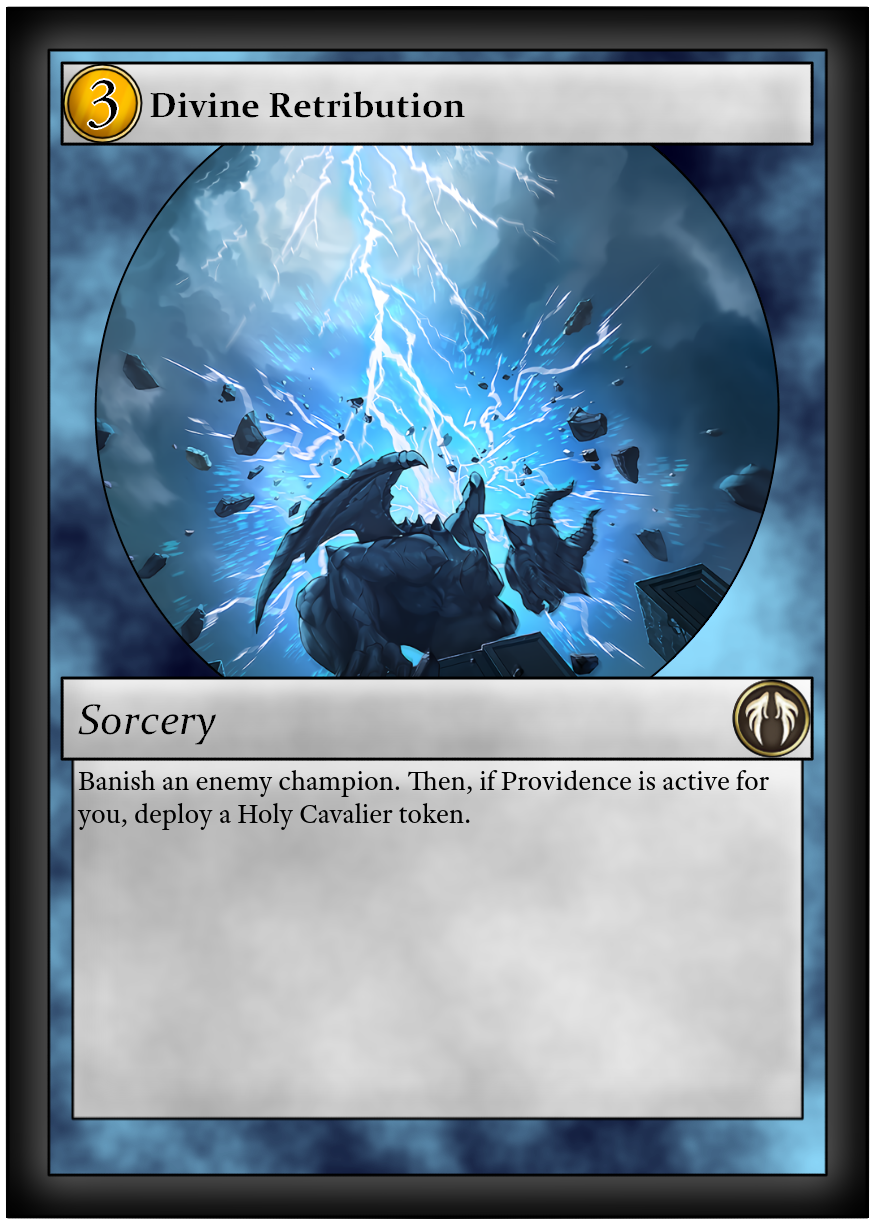 3 Divine Retribution
Sorcery
Banish an enemy champion. Then, if Providence is active for
you, deploy a Holy Cavalier token.